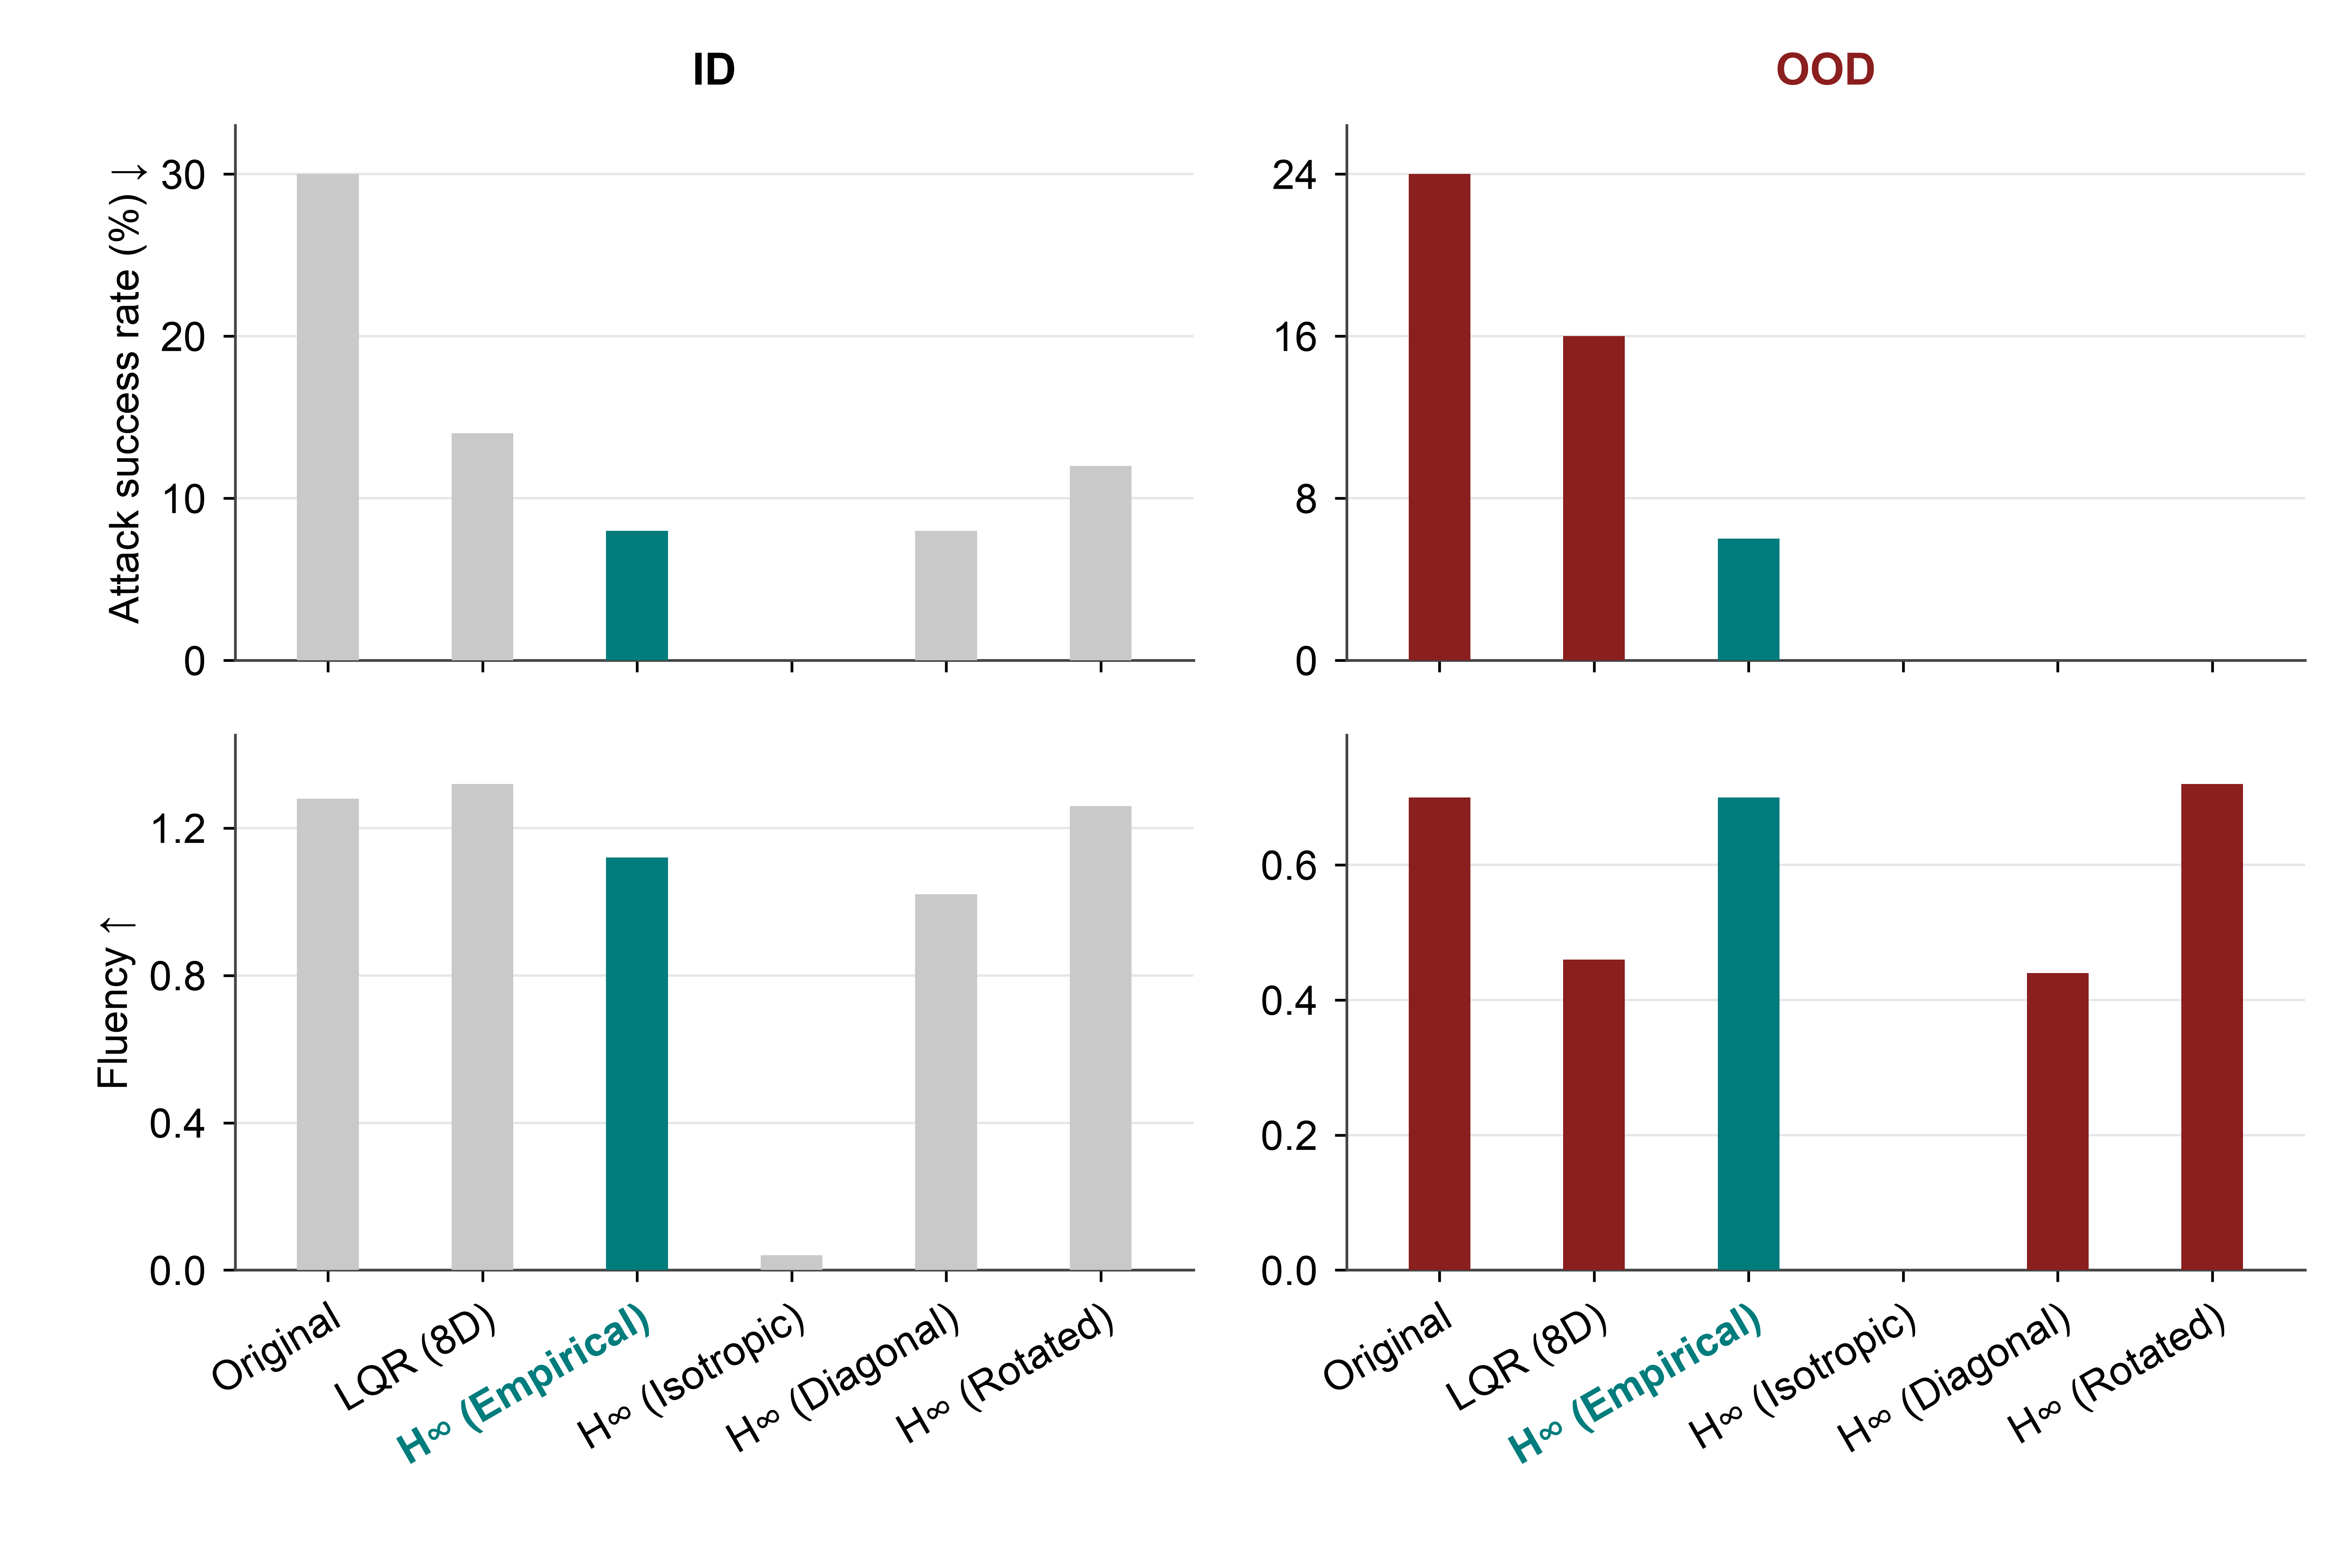 ID
OOD
Attack success rate (%) ↓
30
20
10
0
24
16
8
0
Fluency ↑
1.2
0.8
0.4
0.0
0.6
0.4
0.2
0.0
Original
LQR (8D)
H∞ (Empirical)
H∞ (Isotropic)
H∞ (Diagonal)
H∞ (Rotated)
Original
LQR (8D)
H∞ (Empirical)
H∞ (Isotropic)
H∞ (Diagonal)
H∞ (Rotated)